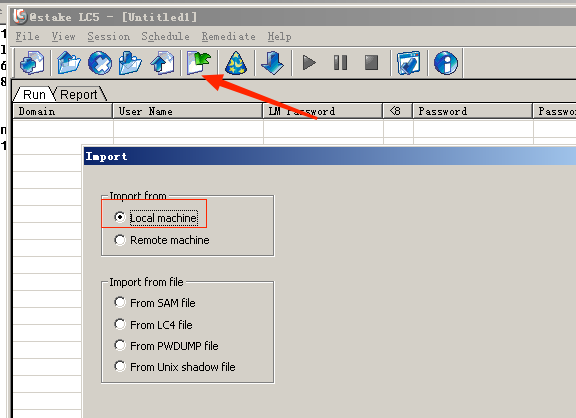 @stake LC5 - [Untitled1]
File View Session Schedule Remediate Help
Run Report
Domain User Name LM Password <8 Password Passwo
Import
Import from
Local machine
Remote machine
Import from file
From SAM file
From LC4 file
From PWDUMP file
From Unix shadow file